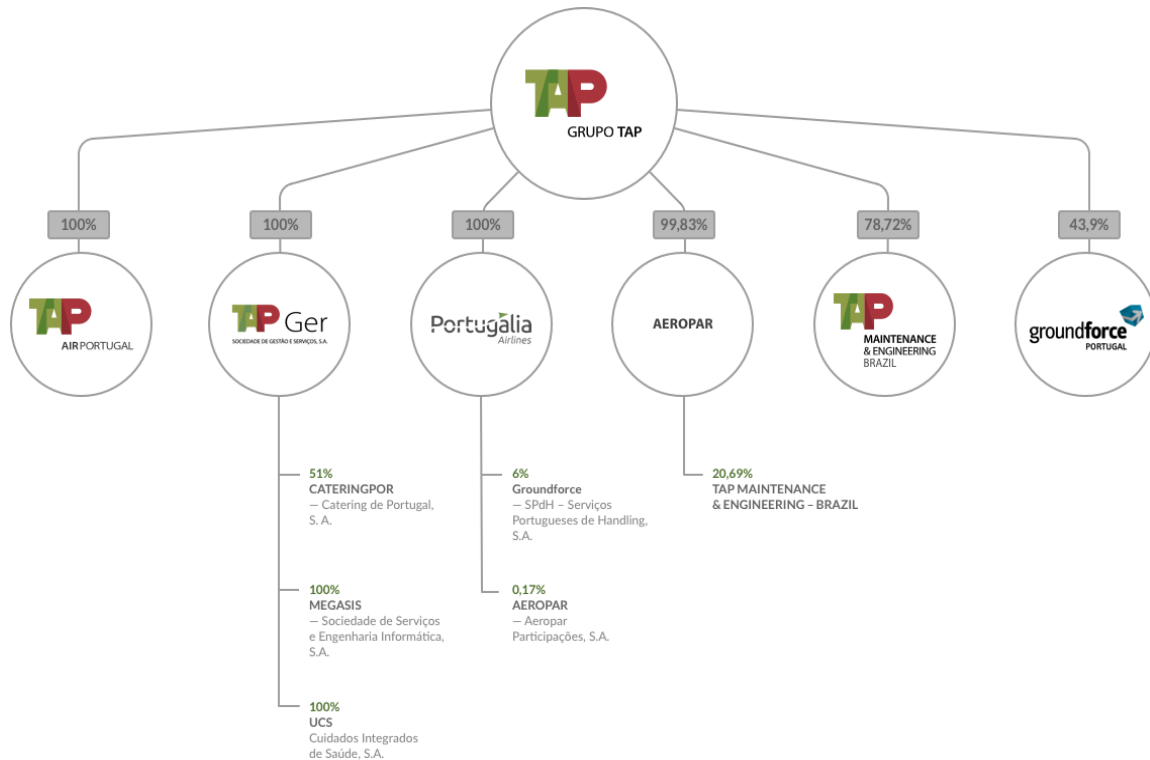 TAP
GRUPO TAP
100%
100%
100%
99,83%
78,72%
43,9%
TAP
AIRPORTUGAL
TAP Ger
SOCIEDADE DE GESTÃO E SERVIÇOS, S.A.
Portugália
Airlines
AEROPAR
TAP
MAINTENANCE
& ENGINEERING
BRAZIL
groundforce
PORTUGAL
51%
CATERINGPOR
— Catering de Portugal,
S. A.
100%
MEGASIS
— Sociedade de Serviços
e Engenharia Informática,
S.A.
100%
UCS
Cuidados Integrados
de Saúde, S.A.
6%
Groundforce
— SPdH – Serviços
Portugueses de Handling,
S.A.
0,17%
AEROPAR
— Aeropar
Participações, S.A.
20,69%
TAP MAINTENANCE
& ENGINEERING – BRAZIL